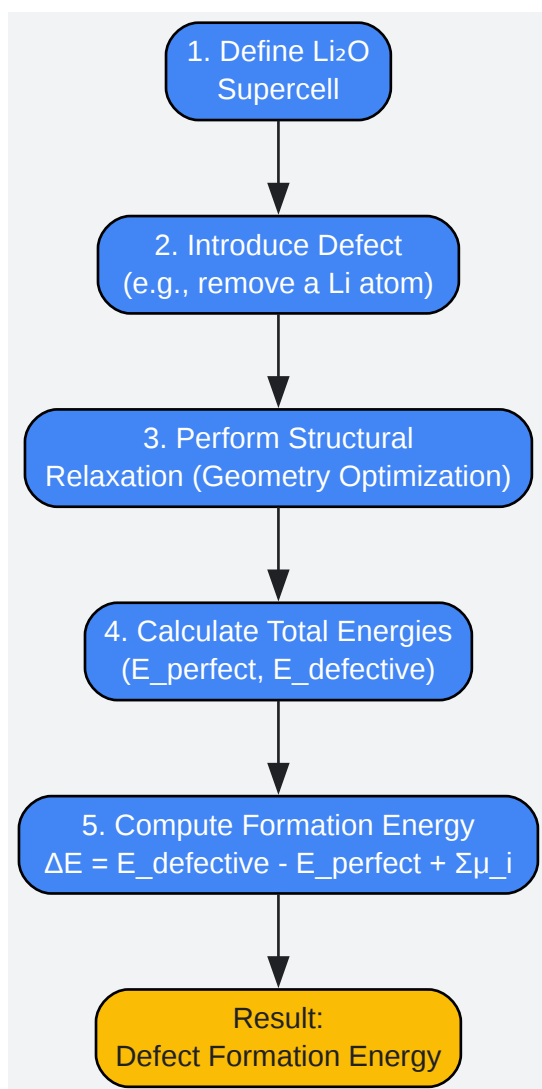 1. Define Li₂O
Supercell
2. Introduce Defect
(e.g., remove a Li atom)
3. Perform Structural
Relaxation (Geometry Optimization)
4. Calculate Total Energies
(E_perfect, E_defective)
5. Compute Formation Energy
ΔE = E_defective - E_perfect + Σμ_i
Result:
Defect Formation Energy